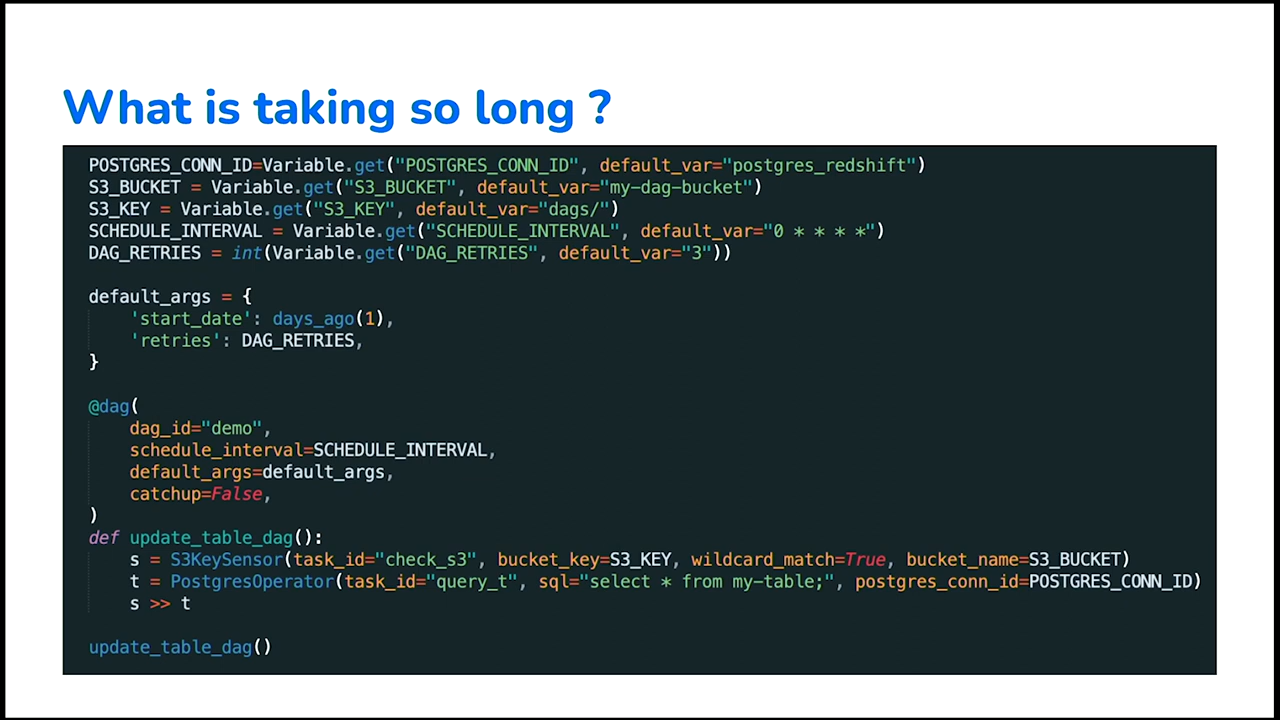 What is taking so long ?
POSTGRES_CONN_ID=Variable.get("POSTGRES_CONN_ID", default_var="postgres_redshift")
S3_BUCKET = Variable.get("S3_BUCKET", default_var="my-dag-bucket")
S3_KEY = Variable.get("S3_KEY", default_var="dags/")
SCHEDULE_INTERVAL = Variable.get("SCHEDULE_INTERVAL", default_var="0 * * * *")
DAG_RETRIES = int(Variable.get("DAG_RETRIES", default_var="3"))
default_args = {
    'start_date': days_ago(1),
    'retries': DAG_RETRIES,
}
@dag(
    dag_id="demo",
    schedule_interval=SCHEDULE_INTERVAL,
    default_args=default_args,
    catchup=False,
)
def update_table_dag():
    s = S3KeySensor(task_id="check_s3", bucket_key=S3_KEY, wildcard_match=True, bucket_name=S3_BUCKET)
    t = PostgresOperator(task_id="query_t", sql="select * from my-table;", postgres_conn_id=POSTGRES_CONN_ID)
    s >> t
update_table_dag()